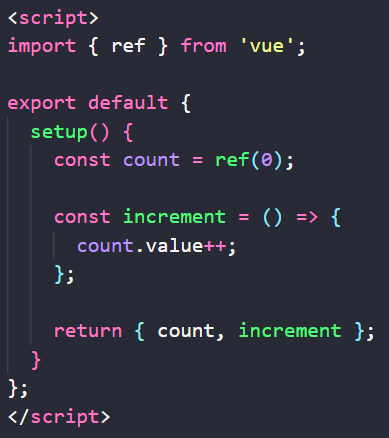 <script>
import { ref } from 'vue';

export default {
  setup() {
    const count = ref(0);

    const increment = () => {
      count.value++;
    };

    return { count, increment };
  }
};
</script>